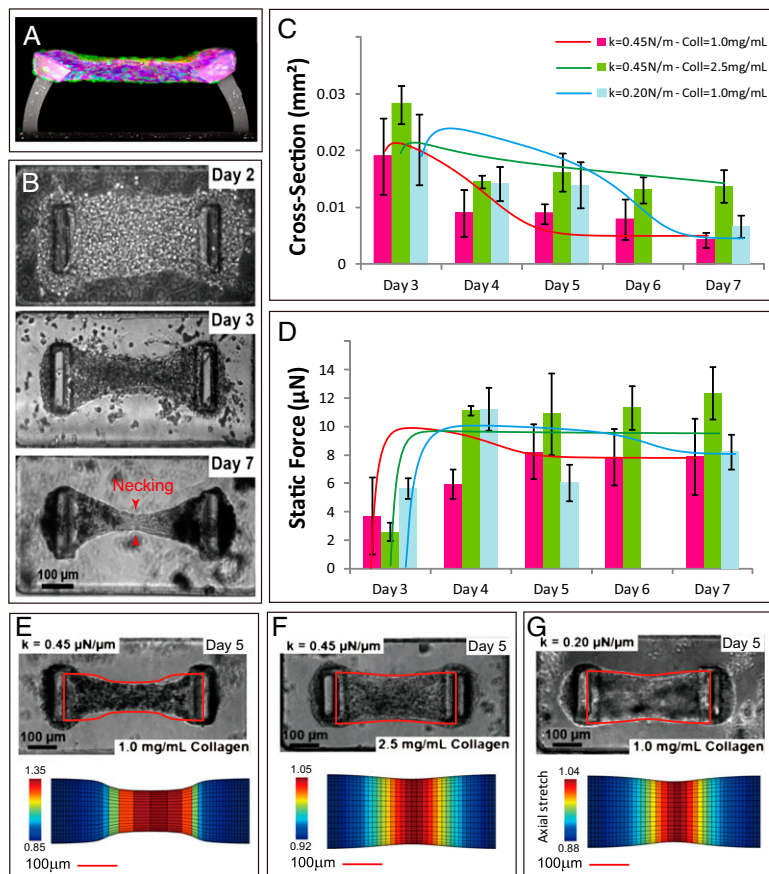 A
B
Day 2
Day 3
Day 7
Necking
100 µm
C
Cross-Section (mm²)
k=0.45N/m - Coll=1.0mg/mL
k=0.45N/m - Coll=2.5mg/mL
k=0.20N/m - Coll=1.0mg/mL
0.03
0.02
0.01
0
Day 3 Day 4 Day 5 Day 6 Day 7
D
Static Force (µN)
14
12
10
8
6
4
2
0
Day 3 Day 4 Day 5 Day 6 Day 7
E
k = 0.45 µN/µm
Day 5
100 µm
1.0 mg/mL Collagen
1.35
0.85
100µm
F
k = 0.45 µN/µm
Day 5
100 µm
2.5 mg/mL Collagen
1.05
0.92
100µm
G
k = 0.20 µN/µm
Day 5
100 µm
1.0 mg/mL Collagen
1.04
0.88
Axial stretch
100µm